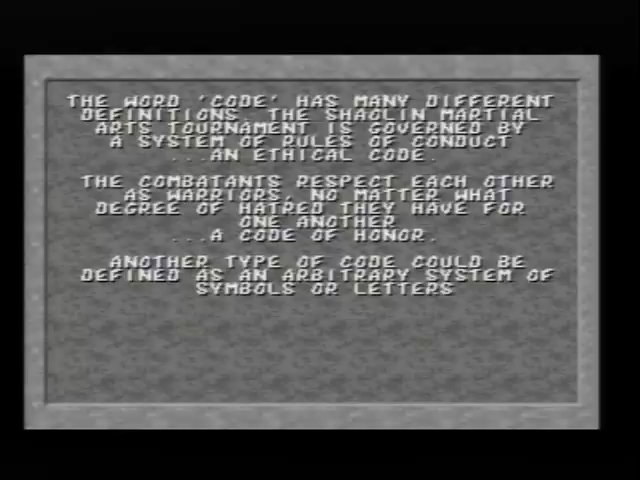 THE WORD 'CODE' HAS MANY DIFFERENT
DEFINITIONS. THE SHAOLIN MARTIAL
ARTS TOURNAMENT IS GOVERNED BY
A SYSTEM OF RULES OF CONDUCT
...AN ETHICAL CODE.
THE COMBATANTS RESPECT EACH OTHER
AS WARRIORS, NO MATTER WHAT
DEGREE OF HATRED THEY HAVE FOR
ONE ANOTHER
...A CODE OF HONOR.
ANOTHER TYPE OF CODE COULD BE
DEFINED AS AN ARBITRARY SYSTEM OF
SYMBOLS OR LETTERS